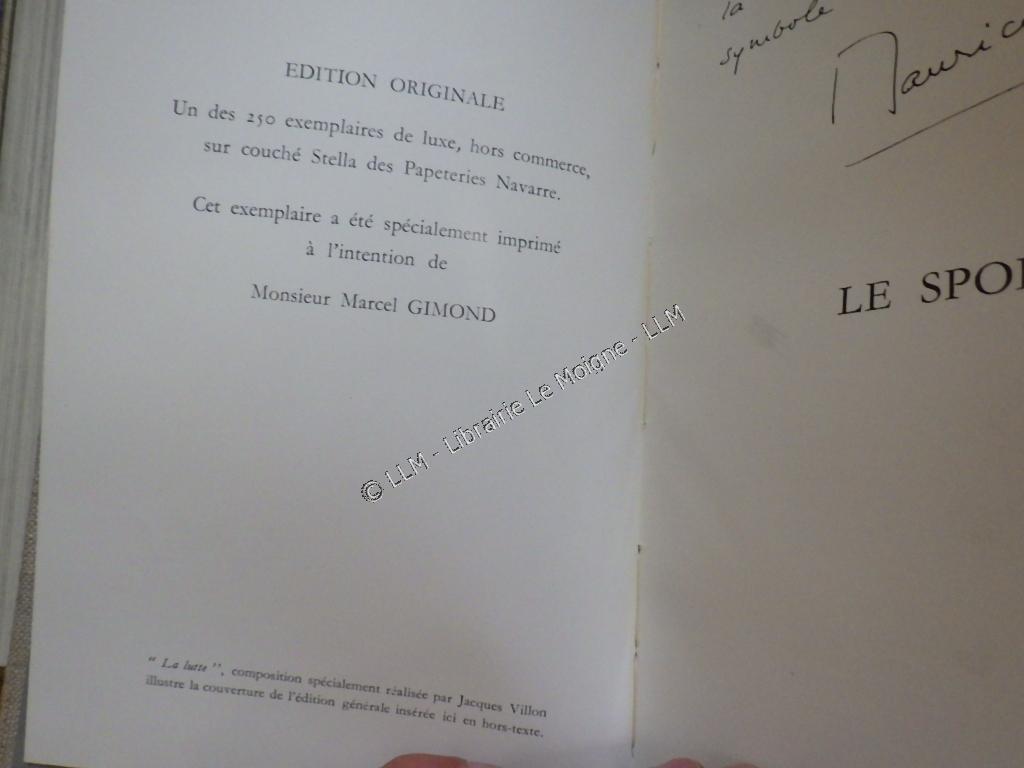 EDITION ORIGINALE
Un des 250 exemplaires de luxe, hors commerce,
sur couché Stella des Papeteries Navarre.
Cet exemplaire a été spécialement imprimé
à l'intention de
Monsieur Marcel GIMOND
“ La lutte ”, composition spécialement réalisée par Jacques Villon
illustre la couverture de l'édition générale insérée ici en hors-texte.
la
symbole
LE
© LLM - Librairie Le Moigne - LLM